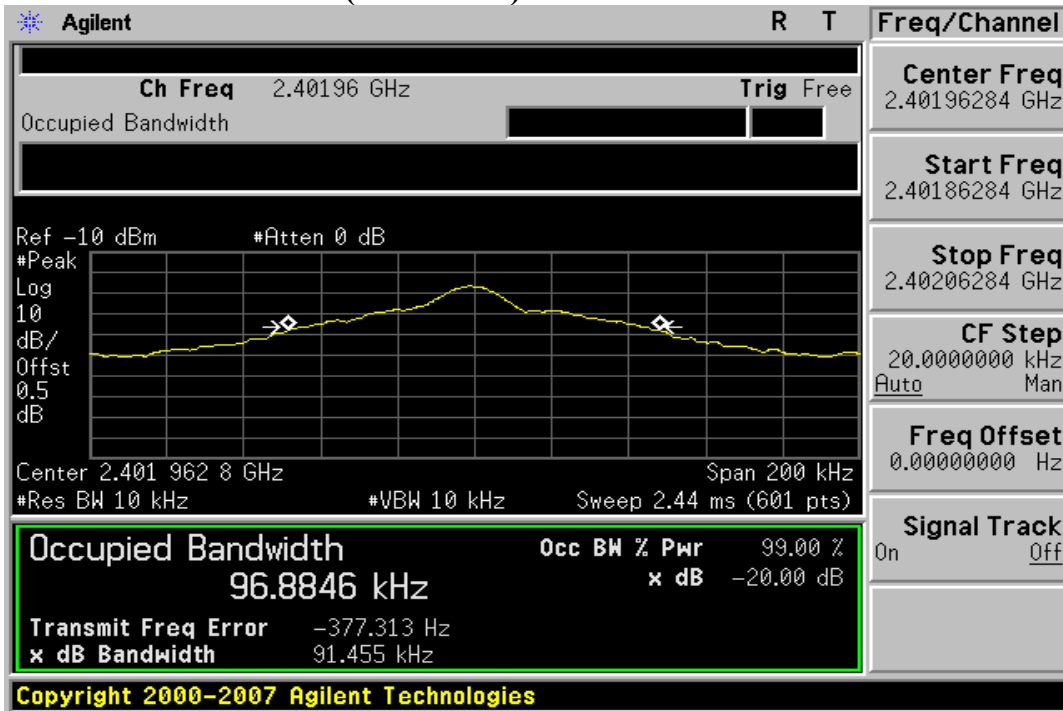 Agilent
R T
Freq/Channel
Ch Freq 2.40196 GHz
Trig Free
Occupied Bandwidth
Center Freq
2.40196284 GHz
Start Freq
2.40186284 GHz
Stop Freq
2.40206284 GHz
CF Step
20.0000000 kHz
Auto Man
Freq Offset
0.00000000 Hz
Signal Track
On Off
Ref -10 dBm #Atten 0 dB
#Peak
Log
10
dB/
Offst
0.5
dB
Center 2.401 962 8 GHz Span 200 kHz
#Res BW 10 kHz #VBW 10 kHz Sweep 2.44 ms (601 pts)
Occupied Bandwidth
96.8846 kHz
Occ BW % Pwr 99.00 %
x dB -20.00 dB
Transmit Freq Error -377.313 Hz
x dB Bandwidth 91.455 kHz
Copyright 2000-2007 Agilent Technologies